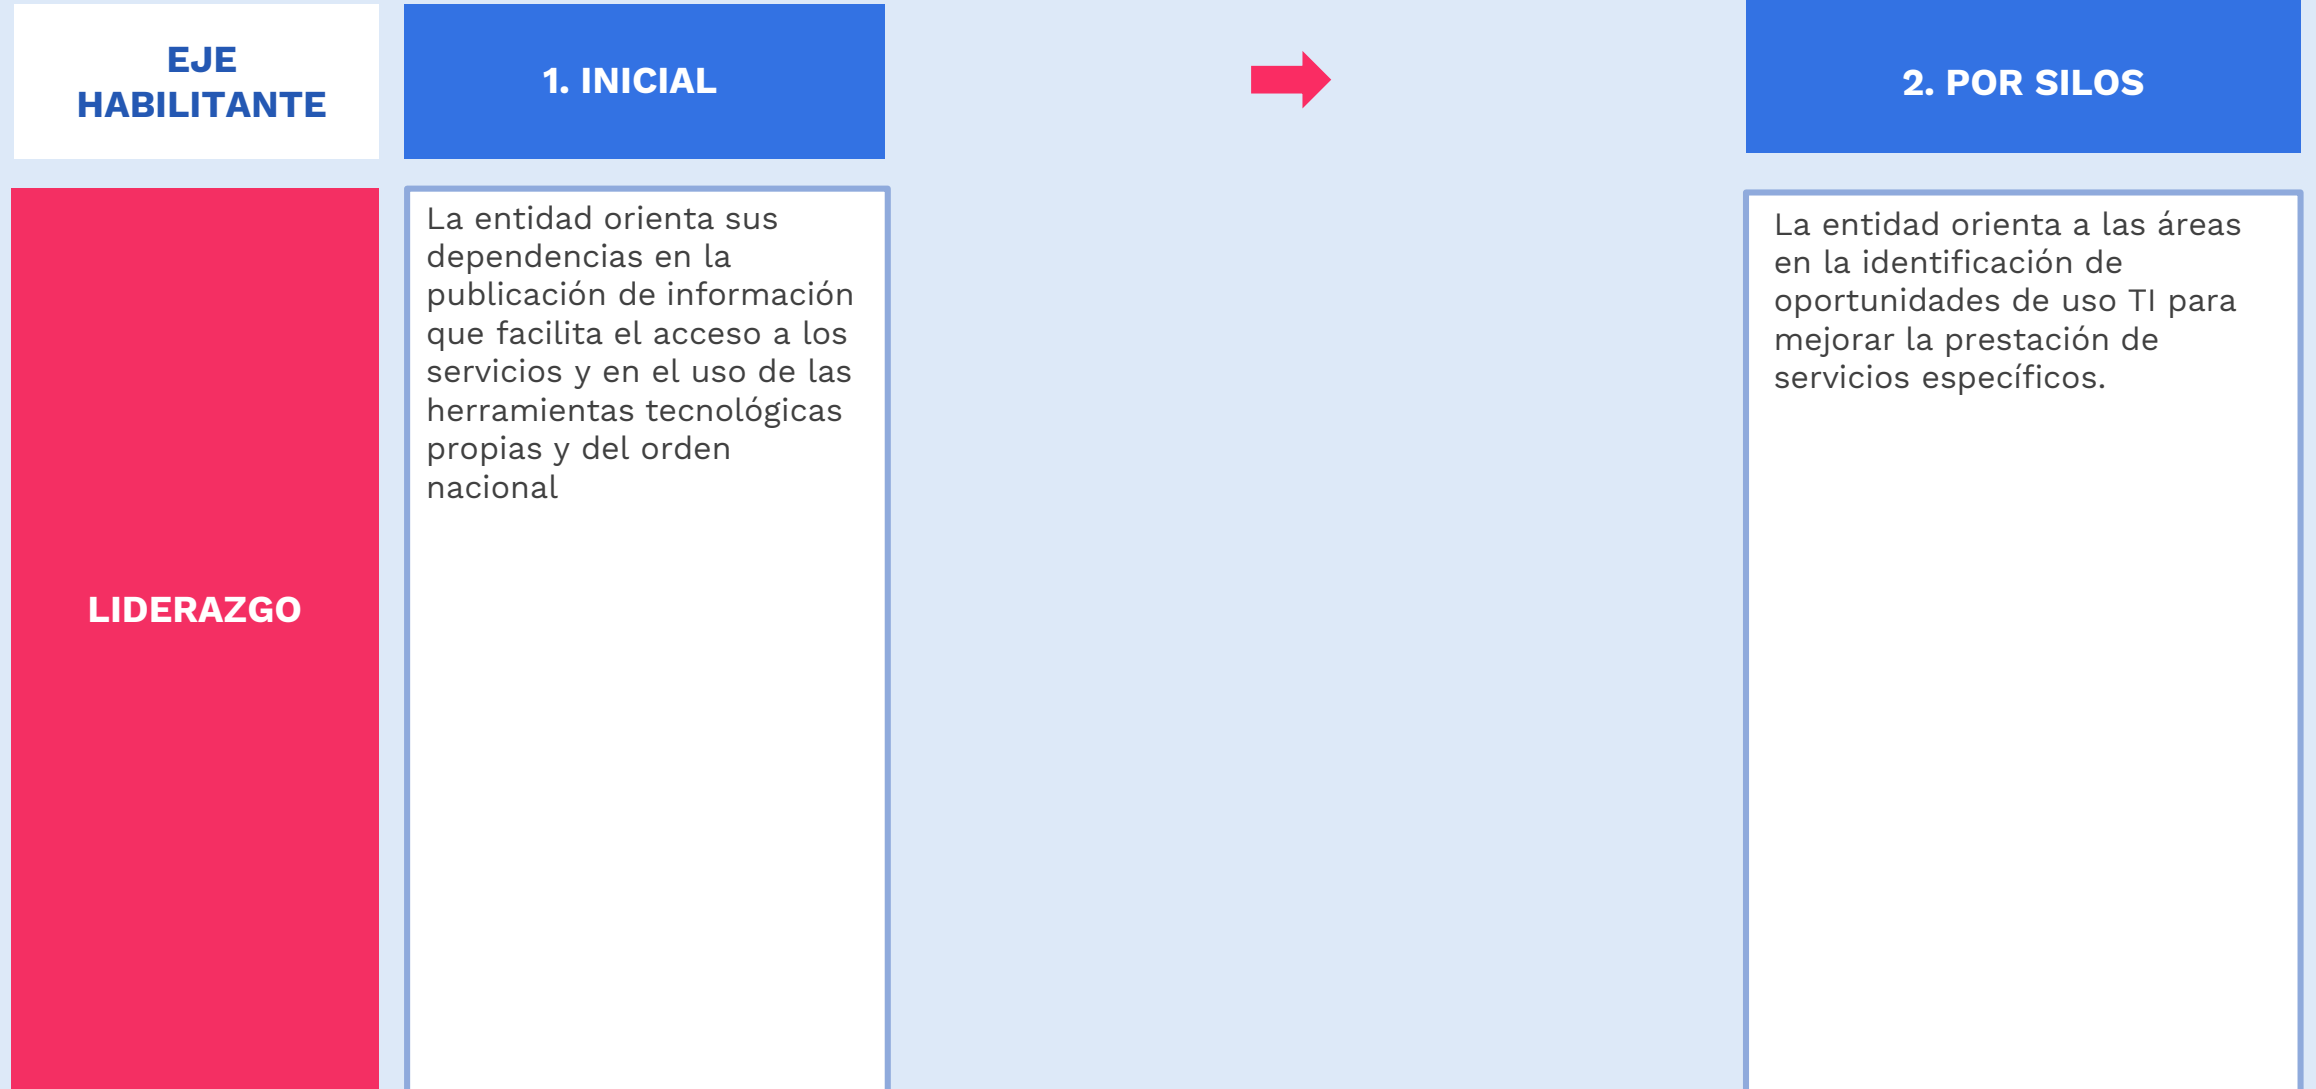 EJE
HABILITANTE
1. INICIAL
2. POR SILOS
LIDERAZGO
La entidad orienta sus
dependencias en la
publicación de información
que facilita el acceso a los
servicios y en el uso de las
herramientas tecnológicas
propias y del orden
nacional
La entidad orienta a las áreas
en la identificación de
oportunidades de uso TI para
mejorar la prestación de
servicios específicos.